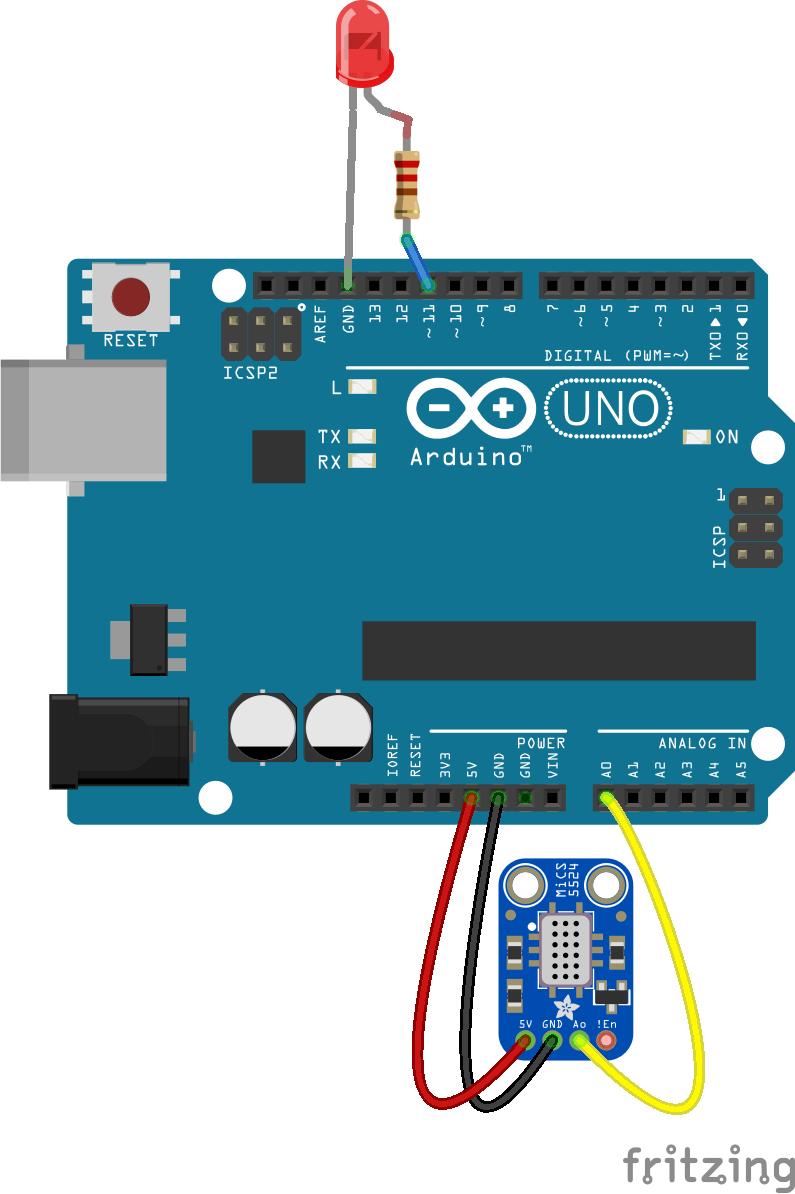 RESET
ICSP2
AREF
GND
13
12
~11
~10
~9
8
7
~6
~5
4
~3
2
TX0▶1
RX0◀0
DIGITAL (PWM=~)
L
TX
RX
Arduino™
UNO
ON
1
ICSP
IOREF
RESET
3V3
5V
GND
GND
VIN
POWER
ANALOG IN
A0
A1
A2
A3
A4
A5
MiCS
5524
5V GND Ao !En
fritzing